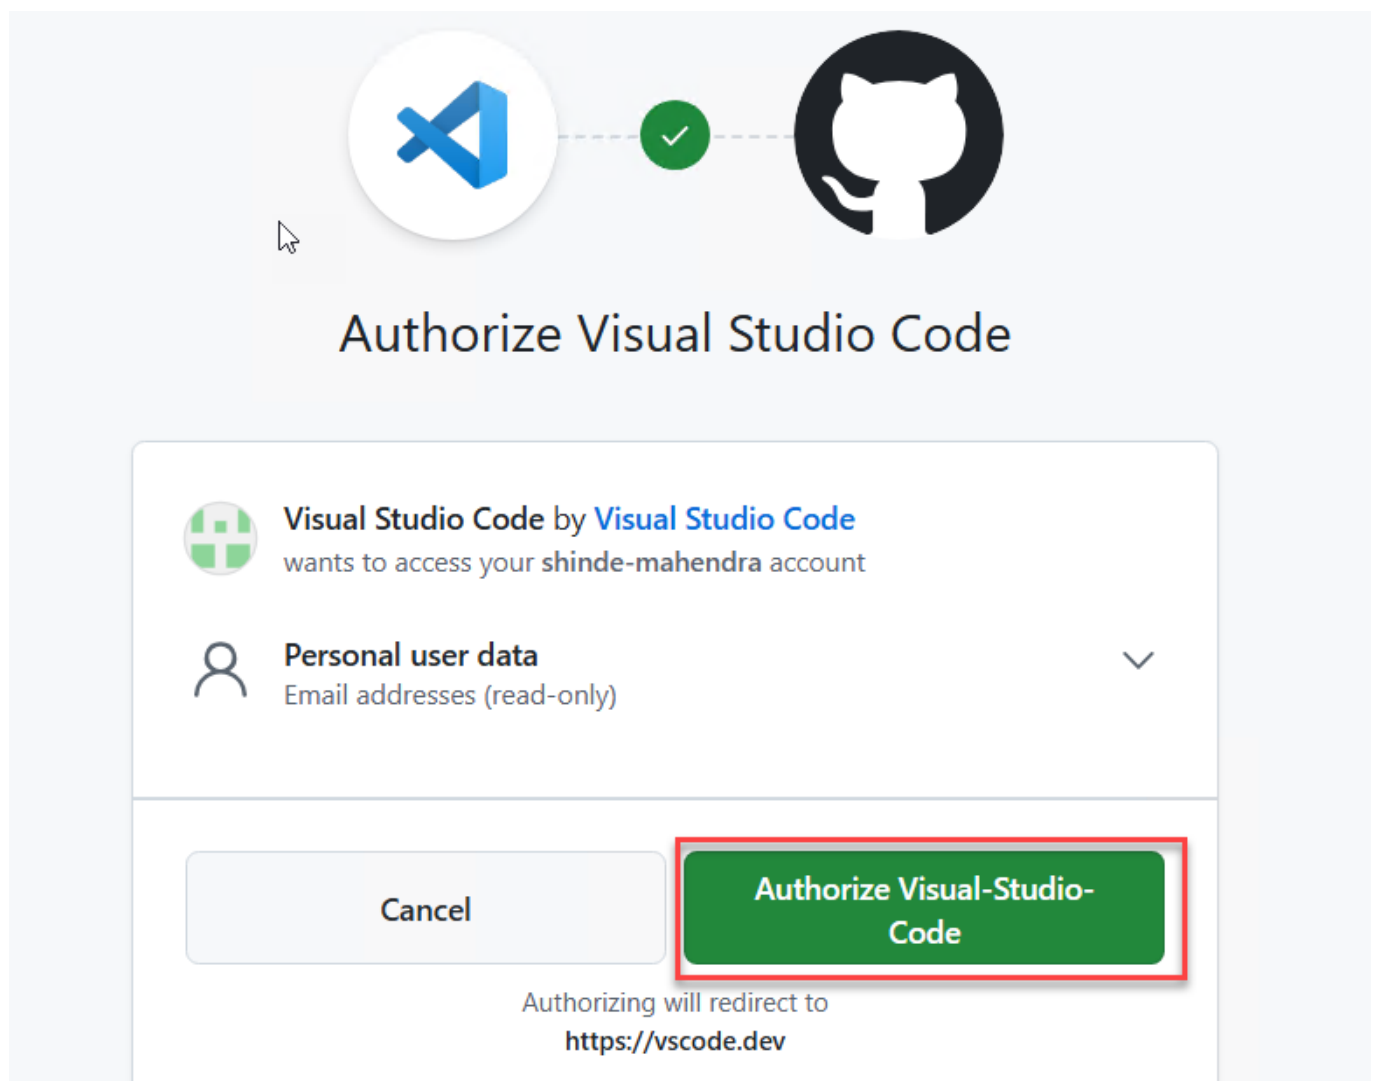 Authorize Visual Studio Code
Visual Studio Code by Visual Studio Code
wants to access your shinde-mahendra account
Personal user data
Email addresses (read-only)
Cancel
Authorize Visual-Studio-
Code
Authorizing will redirect to
https://vscode.dev